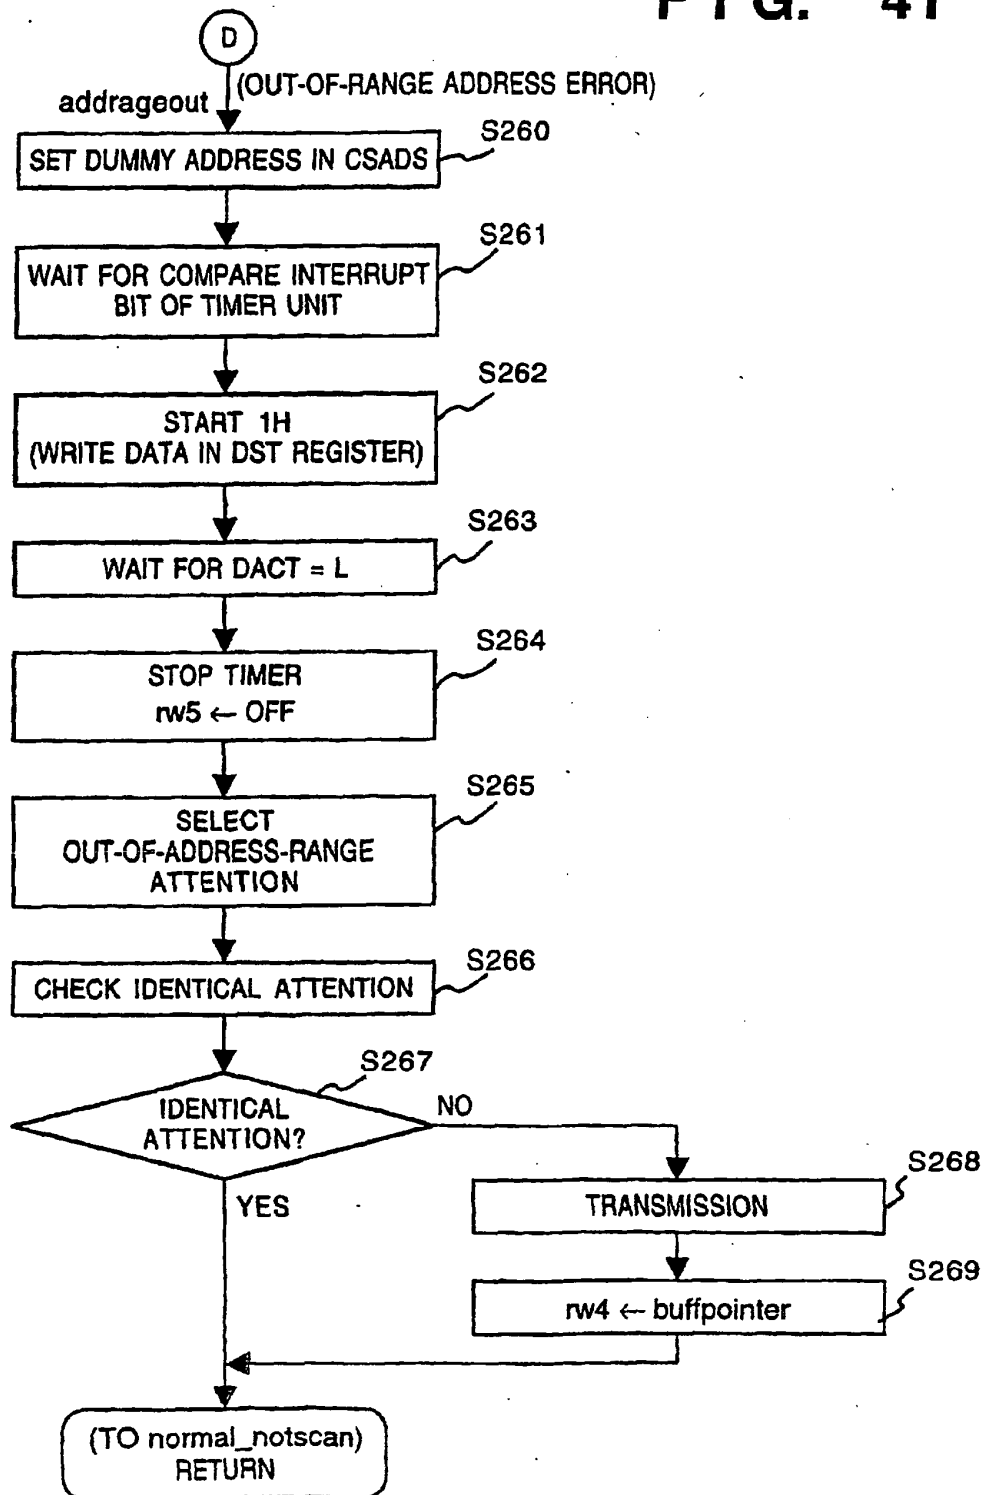 FIG. 41
D
(OUT-OF-RANGE ADDRESS ERROR)
addrageout
S260
SET DUMMY ADDRESS IN CSADS
S261
WAIT FOR COMPARE INTERRUPT
BIT OF TIMER UNIT
S262
START 1H
(WRITE DATA IN DST REGISTER)
S263
WAIT FOR DACT = L
S264
STOP TIMER
rw5 ← OFF
S265
SELECT
OUT-OF-ADDRESS-RANGE
ATTENTION
S266
CHECK IDENTICAL ATTENTION
S267
IDENTICAL
ATTENTION?
NO
YES
S268
TRANSMISSION
S269
rw4 ← buffpointer
(TO normal_notscan)
RETURN